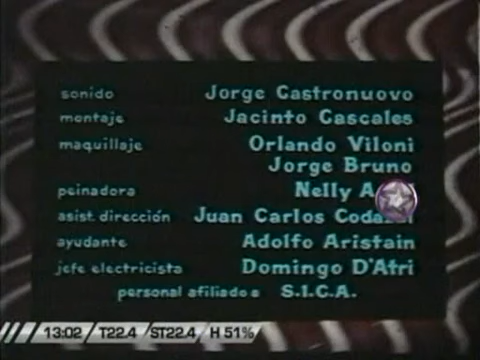 sonido Jorge Castronuovo
montaje Jacinto Cascales
maquillaje Orlando Viloni
Jorge Bruno
peinadora Nelly
asist. dirección Juan Carlos
ayudante Adolfo Aristain
jefe electricista Domingo D'Atri
personal afiliado a S.I.C.A.
13:02 T22.4 ST22.4 H 51%